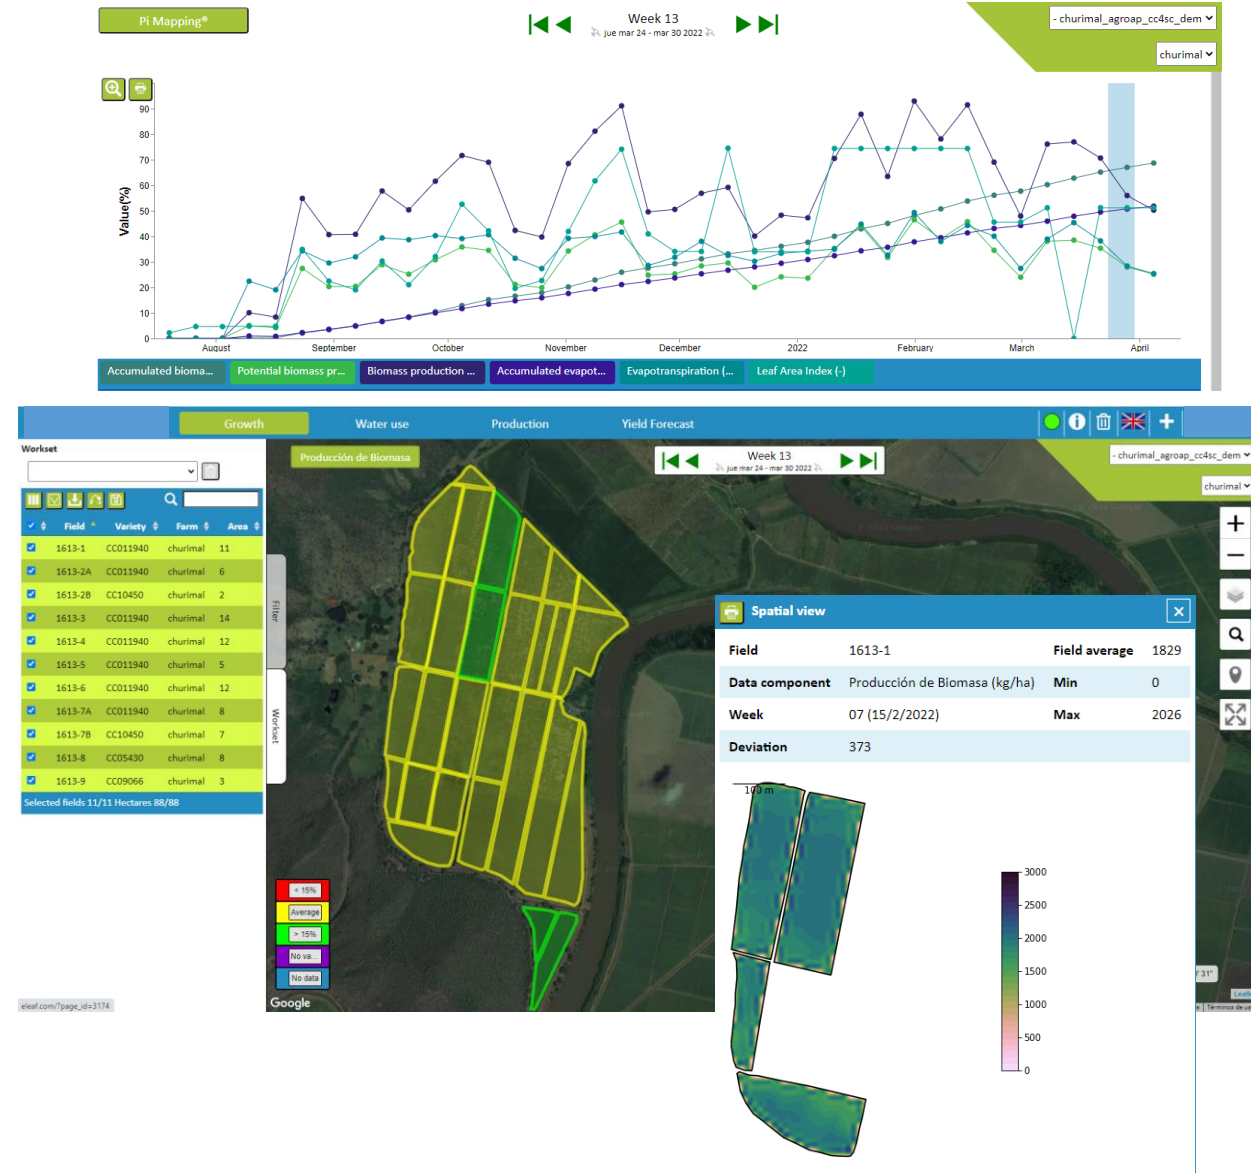 Pi Mapping®
Week 13
jue mar 24 - mar 30 2022
- churimal_agroap_cc4sc_dem
churimal
Value(%)
90
80
70
60
50
40
30
20
10
0
August September October November December 2022 February March April
Accumulated bioma... Potential biomass pr... Biomass production ... Accumulated evapot... Evapotranspiration (... Leaf Area Index (-)
Growth Water use Production Yield Forecast
Workset
Field Variety Farm Area
1613-1 CC011940 churimal 11
1613-2A CC011940 churimal 6
1613-2B CC10450 churimal 2
1613-3 CC011940 churimal 14
1613-4 CC011940 churimal 12
1613-5 CC011940 churimal 5
1613-6 CC011940 churimal 12
1613-7A CC011940 churimal 8
1613-7B CC10450 churimal 7
1613-8 CC05430 churimal 8
1613-9 CC09066 churimal 3
Selected fields 11/11 Hectares 88/88
Filter
Workset
Producción de Biomasa
Week 13
jue mar 24 - mar 30 2022
- churimal_agroap_cc4sc_dem
churimal
< 15%
Average
> 15%
No va...
No data
Google
eleaf.com/?page_id=3174
Spatial view
Field 1613-1 Field average 1829
Data component Producción de Biomasa (kg/ha) Min 0
Week 07 (15/2/2022) Max 2026
Deviation 373
100 m
3000
2500
2000
1500
1000
500
0
31"
Leafl
Términos de us